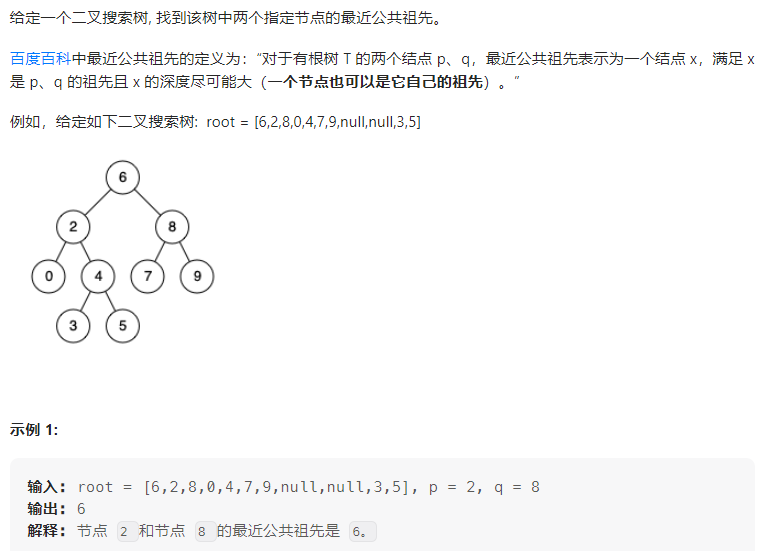 给定一个二叉搜索树, 找到该树中两个指定节点的最近公共祖先。
百度百科中最近公共祖先的定义为：“对于有根树 T 的两个结点 p、q，最近公共祖先表示为一个结点 x，满足 x
是 p、q 的祖先且 x 的深度尽可能大（一个节点也可以是它自己的祖先）。”
例如，给定如下二叉搜索树:  root = [6,2,8,0,4,7,9,null,null,3,5]
6
2 8
0 4 7 9
3 5
示例 1:
输入: root = [6,2,8,0,4,7,9,null,null,3,5], p = 2, q = 8
输出: 6
解释: 节点 2 和节点 8 的最近公共祖先是 6。